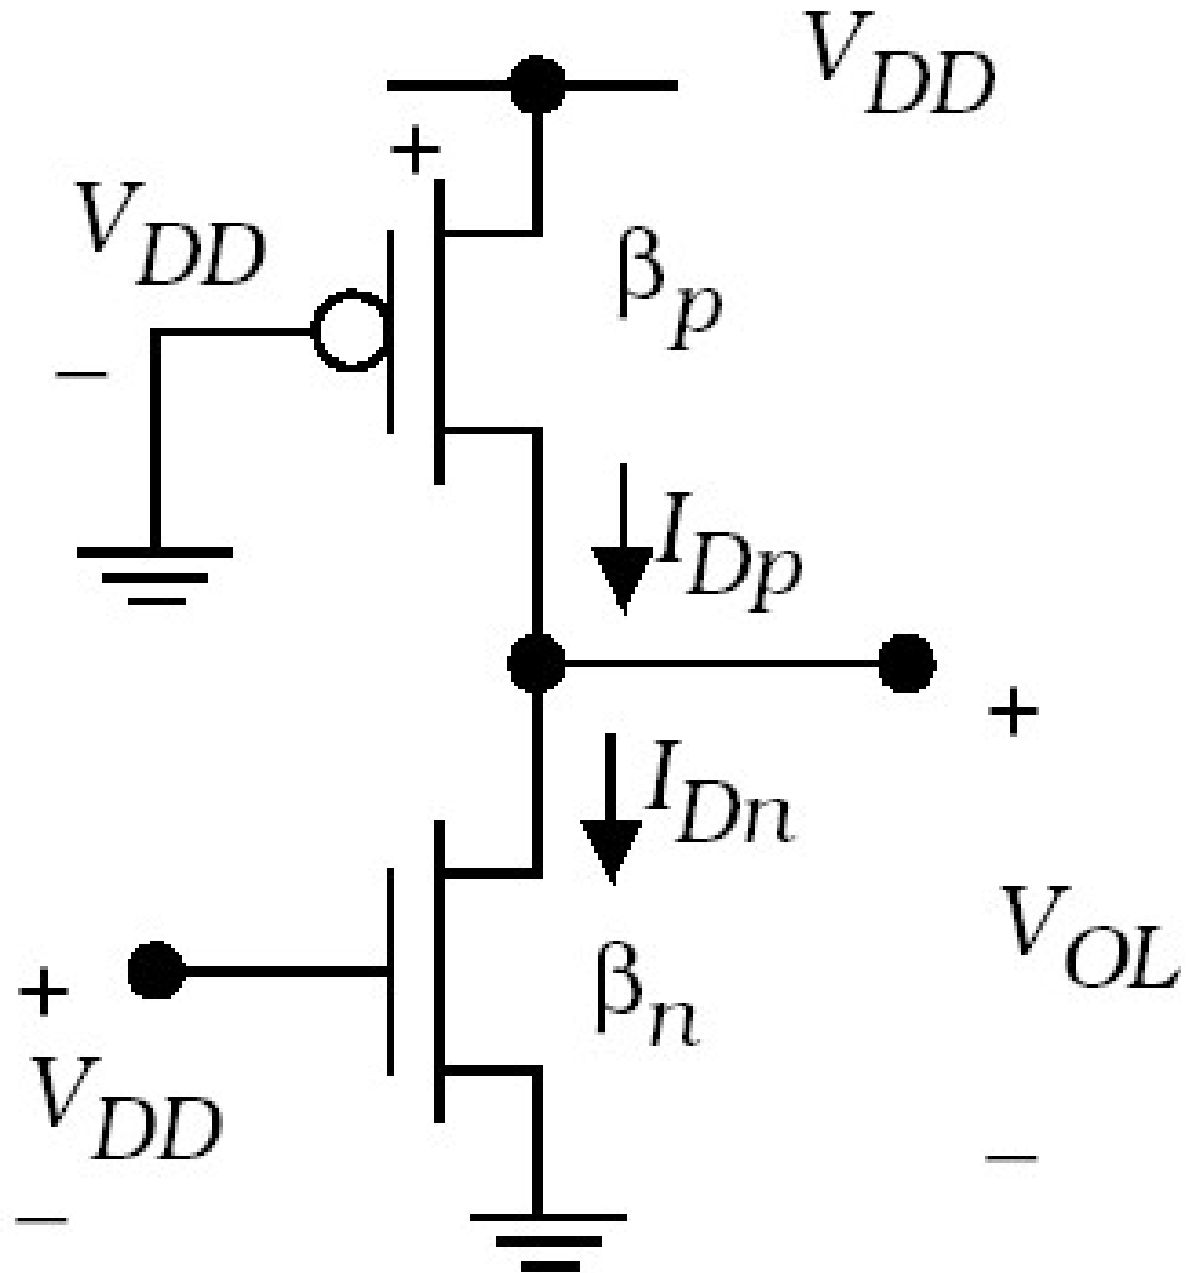 V_DD
+
V_DD
β_p
–
I_Dp
+
I_Dn
V_OL
β_n
+
V_DD
–
–